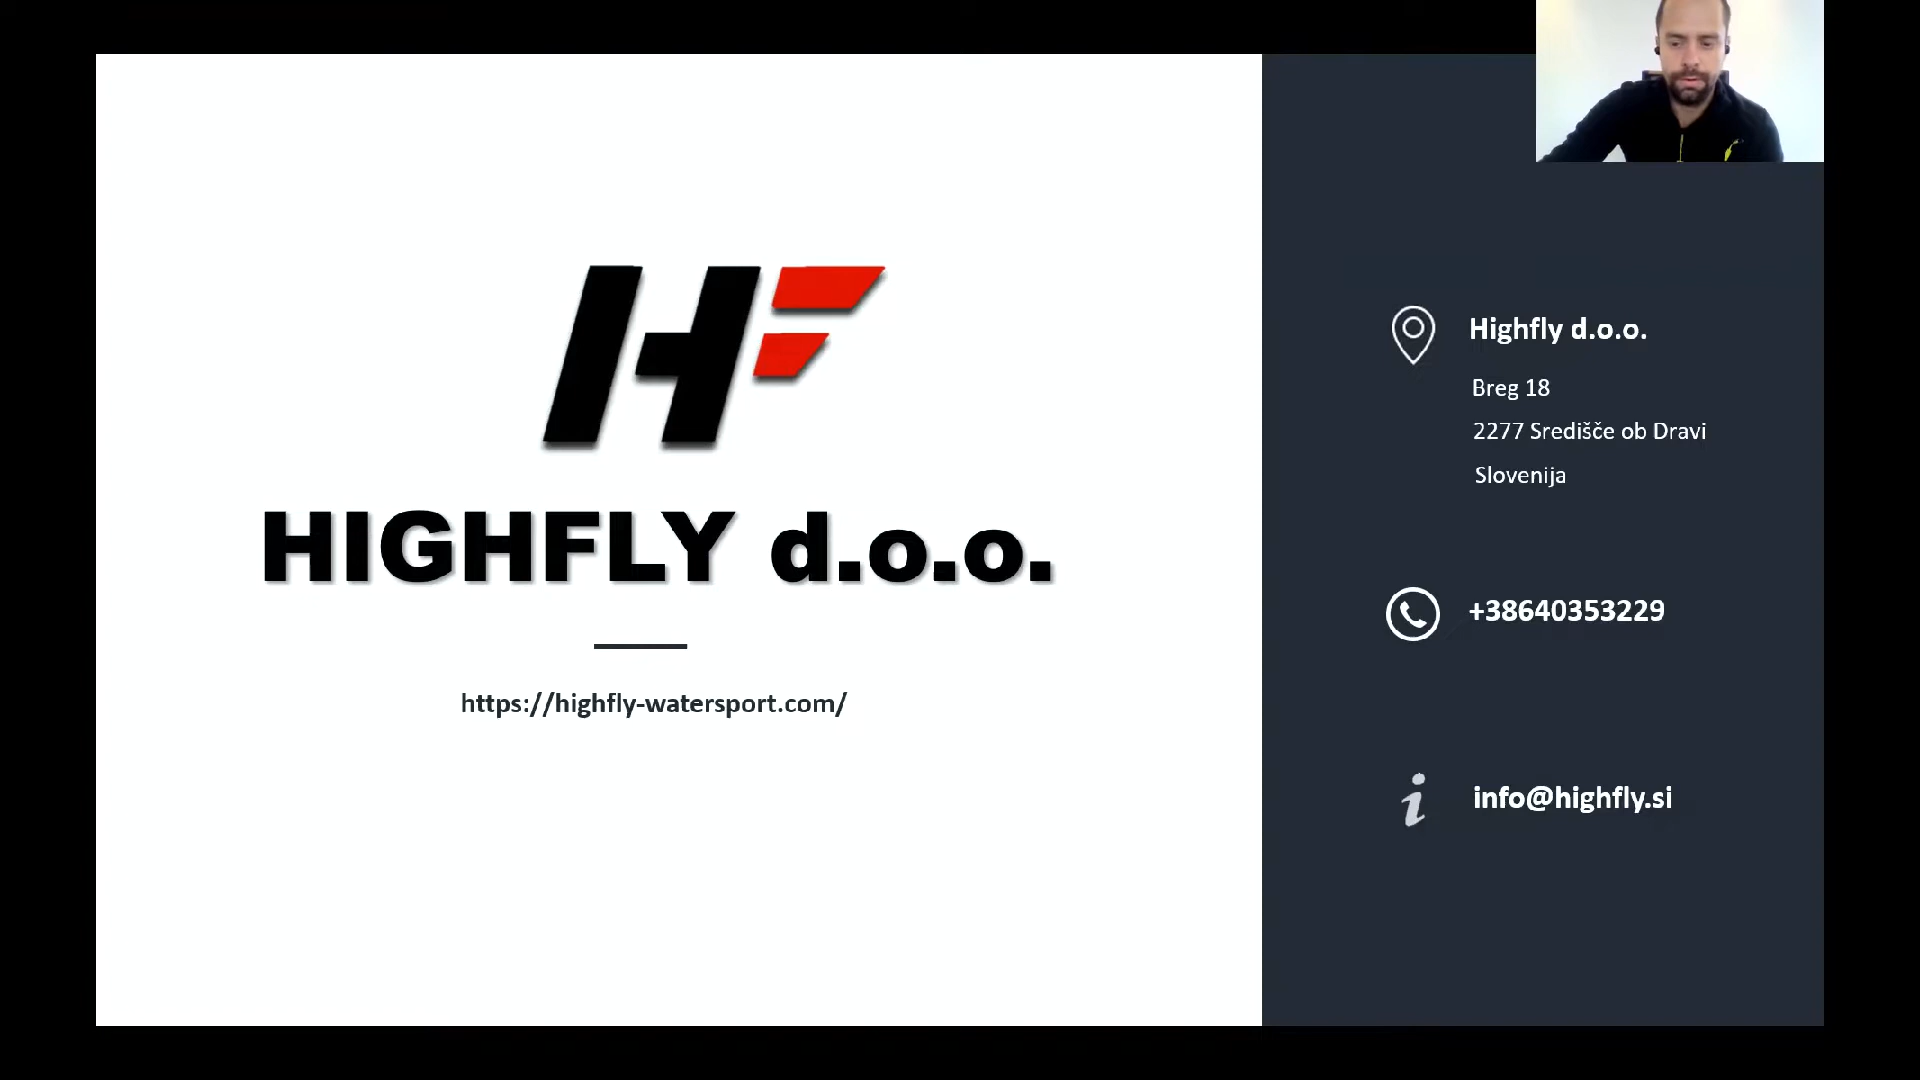 HF
HIGHFLY d.o.o.
https://highfly-watersport.com/
Highfly d.o.o.
Breg 18
2277 Središče ob Dravi
Slovenija
+38640353229
info@highfly.si